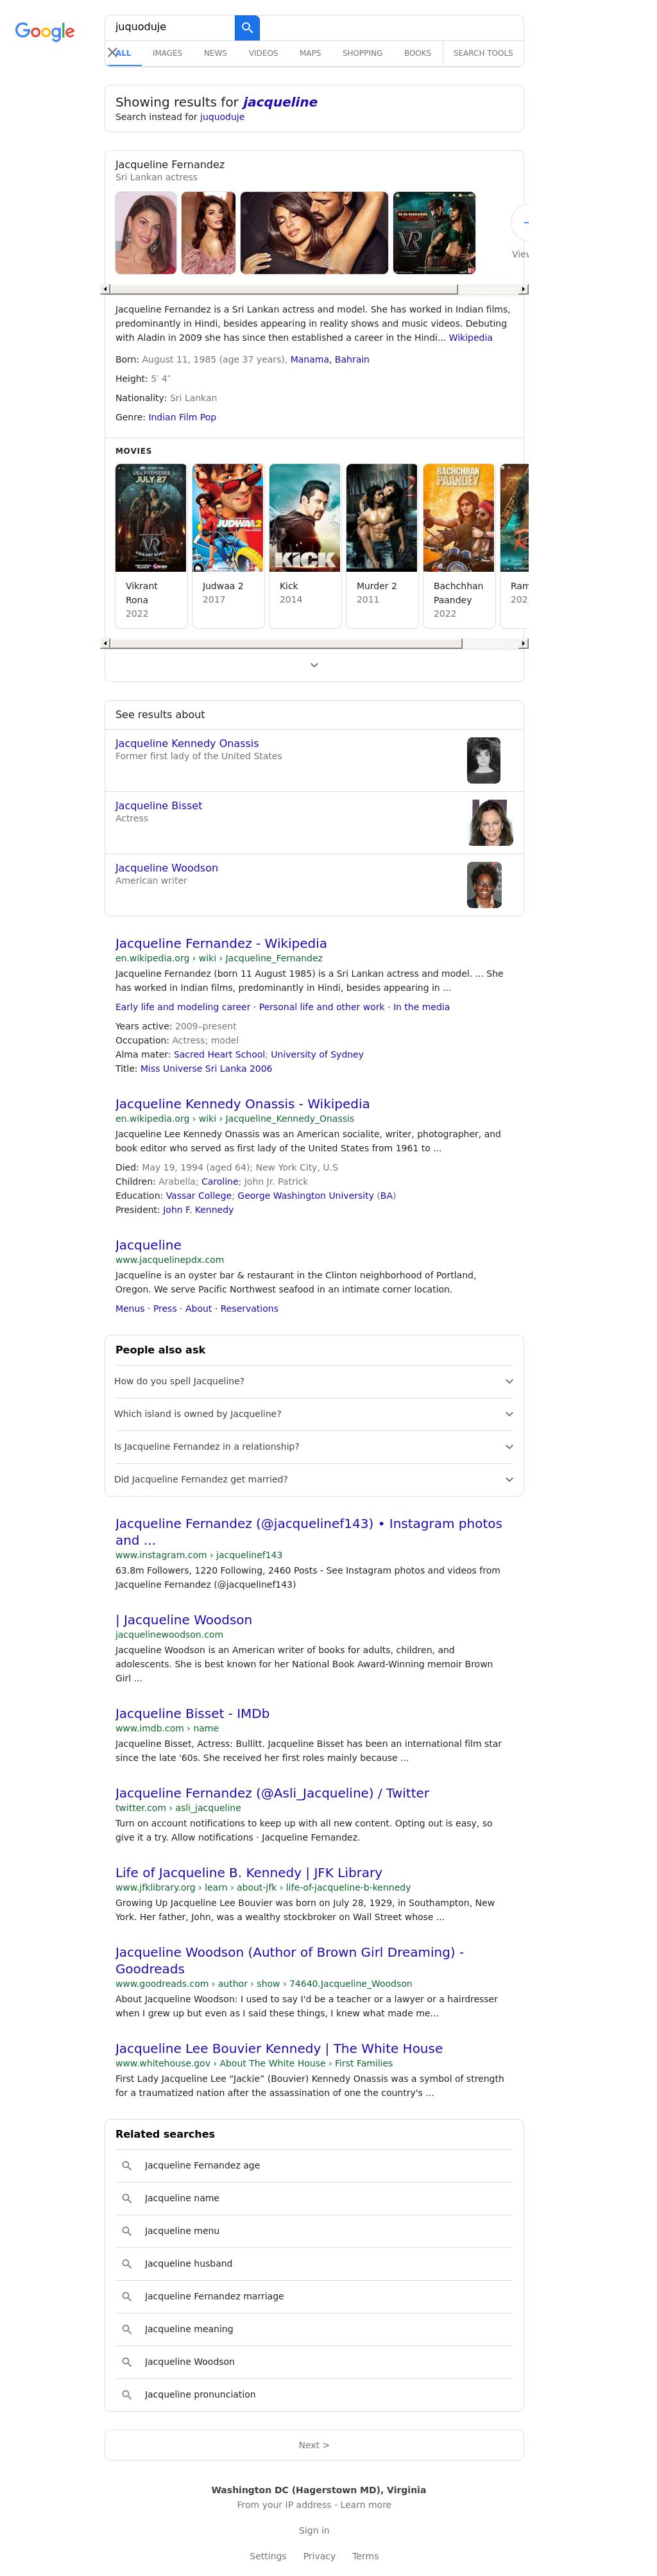 Google
juquoduje
ALL IMAGES NEWS VIDEOS MAPS SHOPPING BOOKS SEARCH TOOLS
Showing results for jacqueline
Search instead for juquoduje
Jacqueline Fernandez
Sri Lankan actress
VR
View
Jacqueline Fernandez is a Sri Lankan actress and model. She has worked in Indian films,
predominantly in Hindi, besides appearing in reality shows and music videos. Debuting
with Aladin in 2009 she has since then established a career in the Hindi... Wikipedia
Born: August 11, 1985 (age 37 years), Manama, Bahrain
Height: 5′ 4″
Nationality: Sri Lankan
Genre: Indian Film Pop
MOVIES
USA PREMIERES
JULY 27
VR
JUDWAA 2
KICK
BACHCHHAN
PAANDEY
Vikrant
Rona
2022
Judwaa 2
2017
Kick
2014
Murder 2
2011
Bachchhan
Paandey
2022
Ram
202
See results about
Jacqueline Kennedy Onassis
Former first lady of the United States
Jacqueline Bisset
Actress
Jacqueline Woodson
American writer
Jacqueline Fernandez - Wikipedia
en.wikipedia.org › wiki › Jacqueline_Fernandez
Jacqueline Fernandez (born 11 August 1985) is a Sri Lankan actress and model. ... She
has worked in Indian films, predominantly in Hindi, besides appearing in ...
Early life and modeling career · Personal life and other work · In the media
Years active: 2009–present
Occupation: Actress; model
Alma mater: Sacred Heart School; University of Sydney
Title: Miss Universe Sri Lanka 2006
Jacqueline Kennedy Onassis - Wikipedia
en.wikipedia.org › wiki › Jacqueline_Kennedy_Onassis
Jacqueline Lee Kennedy Onassis was an American socialite, writer, photographer, and
book editor who served as first lady of the United States from 1961 to ...
Died: May 19, 1994 (aged 64); New York City, U.S
Children: Arabella; Caroline; John Jr. Patrick
Education: Vassar College; George Washington University (BA)
President: John F. Kennedy
Jacqueline
www.jacquelinepdx.com
Jacqueline is an oyster bar & restaurant in the Clinton neighborhood of Portland,
Oregon. We serve Pacific Northwest seafood in an intimate corner location.
Menus · Press · About · Reservations
People also ask
How do you spell Jacqueline?
Which island is owned by Jacqueline?
Is Jacqueline Fernandez in a relationship?
Did Jacqueline Fernandez get married?
Jacqueline Fernandez (@jacquelinef143) • Instagram photos
and ...
www.instagram.com › jacquelinef143
63.8m Followers, 1220 Following, 2460 Posts - See Instagram photos and videos from
Jacqueline Fernandez (@jacquelinef143)
| Jacqueline Woodson
jacquelinewoodson.com
Jacqueline Woodson is an American writer of books for adults, children, and
adolescents. She is best known for her National Book Award-Winning memoir Brown
Girl ...
Jacqueline Bisset - IMDb
www.imdb.com › name
Jacqueline Bisset, Actress: Bullitt. Jacqueline Bisset has been an international film star
since the late '60s. She received her first roles mainly because ...
Jacqueline Fernandez (@Asli_Jacqueline) / Twitter
twitter.com › asli_jacqueline
Turn on account notifications to keep up with all new content. Opting out is easy, so
give it a try. Allow notifications · Jacqueline Fernandez.
Life of Jacqueline B. Kennedy | JFK Library
www.jfklibrary.org › learn › about-jfk › life-of-jacqueline-b-kennedy
Growing Up Jacqueline Lee Bouvier was born on July 28, 1929, in Southampton, New
York. Her father, John, was a wealthy stockbroker on Wall Street whose ...
Jacqueline Woodson (Author of Brown Girl Dreaming) -
Goodreads
www.goodreads.com › author › show › 74640.Jacqueline_Woodson
About Jacqueline Woodson: I used to say I'd be a teacher or a lawyer or a hairdresser
when I grew up but even as I said these things, I knew what made me...
Jacqueline Lee Bouvier Kennedy | The White House
www.whitehouse.gov › About The White House › First Families
First Lady Jacqueline Lee “Jackie” (Bouvier) Kennedy Onassis was a symbol of strength
for a traumatized nation after the assassination of one the country's ...
Related searches
Jacqueline Fernandez age
Jacqueline name
Jacqueline menu
Jacqueline husband
Jacqueline Fernandez marriage
Jacqueline meaning
Jacqueline Woodson
Jacqueline pronunciation
Next >
Washington DC (Hagerstown MD), Virginia
From your IP address - Learn more
Sign in
Settings Privacy Terms